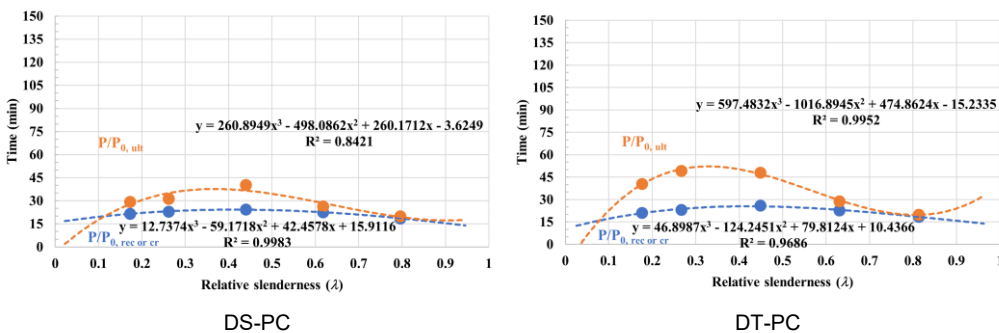 150
135
120
105
90
75
60
45
30
15
0
Time (min)
y = 260.8949x³ - 498.0862x² + 260.1712x - 3.6249
R² = 0.8421
P/P₀, ult
P/P₀, rec or cr
y = 12.7374x³ - 59.1718x² + 42.4578x + 15.9116
R² = 0.9983
0 0.1 0.2 0.3 0.4 0.5 0.6 0.7 0.8 0.9 1
Relative slenderness (λ)
DS-PC
150
135
120
105
90
75
60
45
30
15
0
Time (min)
y = 597.4832x³ - 1016.8945x² + 474.8624x - 15.2335
R² = 0.9952
P/P₀, ult
P/P₀, rec or cr
y = 46.8987x³ - 124.2451x² + 79.8124x + 10.4366
R² = 0.9686
0 0.1 0.2 0.3 0.4 0.5 0.6 0.7 0.8 0.9 1
Relative slenderness (λ)
DT-PC